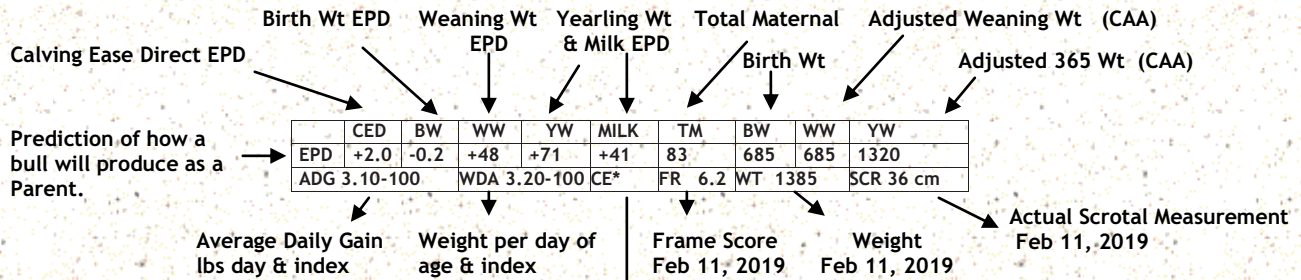 Birth Wt EPD
Weaning Wt
EPD
Yearling Wt
& Milk EPD
Total Maternal
Adjusted Weaning Wt (CAA)
Calving Ease Direct EPD
Birth Wt
Adjusted 365 Wt (CAA)
Prediction of how a
bull will produce as a
Parent.
CED BW WW YW MILK TM BW WW YW
EPD +2.0 -0.2 +48 +71 +41 83 685 685 1320
ADG 3.10-100 WDA 3.20-100 CE* FR 6.2 WT 1385 SCR 36 cm
Average Daily Gain
lbs day & index
Weight per day of
age & index
Frame Score
Feb 11, 2019
Weight
Feb 11, 2019
Actual Scrotal Measurement
Feb 11, 2019